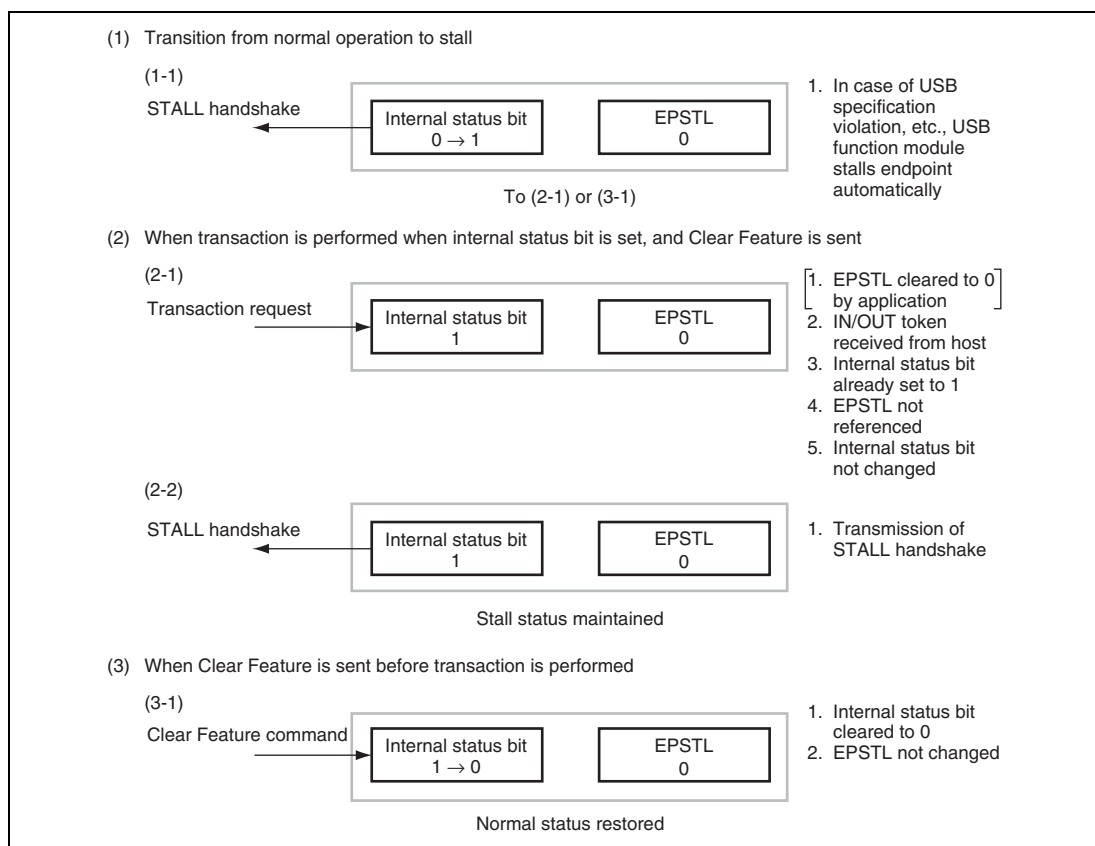 (1) Transition from normal operation to stall
(1-1)
STALL handshake
Internal status bit
0 → 1
EPSTL
0
To (2-1) or (3-1)
1. In case of USB
specification
violation, etc., USB
function module
stalls endpoint
automatically
(2) When transaction is performed when internal status bit is set, and Clear Feature is sent
(2-1)
Transaction request
Internal status bit
1
EPSTL
0
1. EPSTL cleared to 0
by application
2. IN/OUT token
received from host
3. Internal status bit
already set to 1
4. EPSTL not
referenced
5. Internal status bit
not changed
(2-2)
STALL handshake
Internal status bit
1
EPSTL
0
1. Transmission of
STALL handshake
Stall status maintained
(3) When Clear Feature is sent before transaction is performed
(3-1)
Clear Feature command
Internal status bit
1 → 0
EPSTL
0
1. Internal status bit
cleared to 0
2. EPSTL not changed
Normal status restored